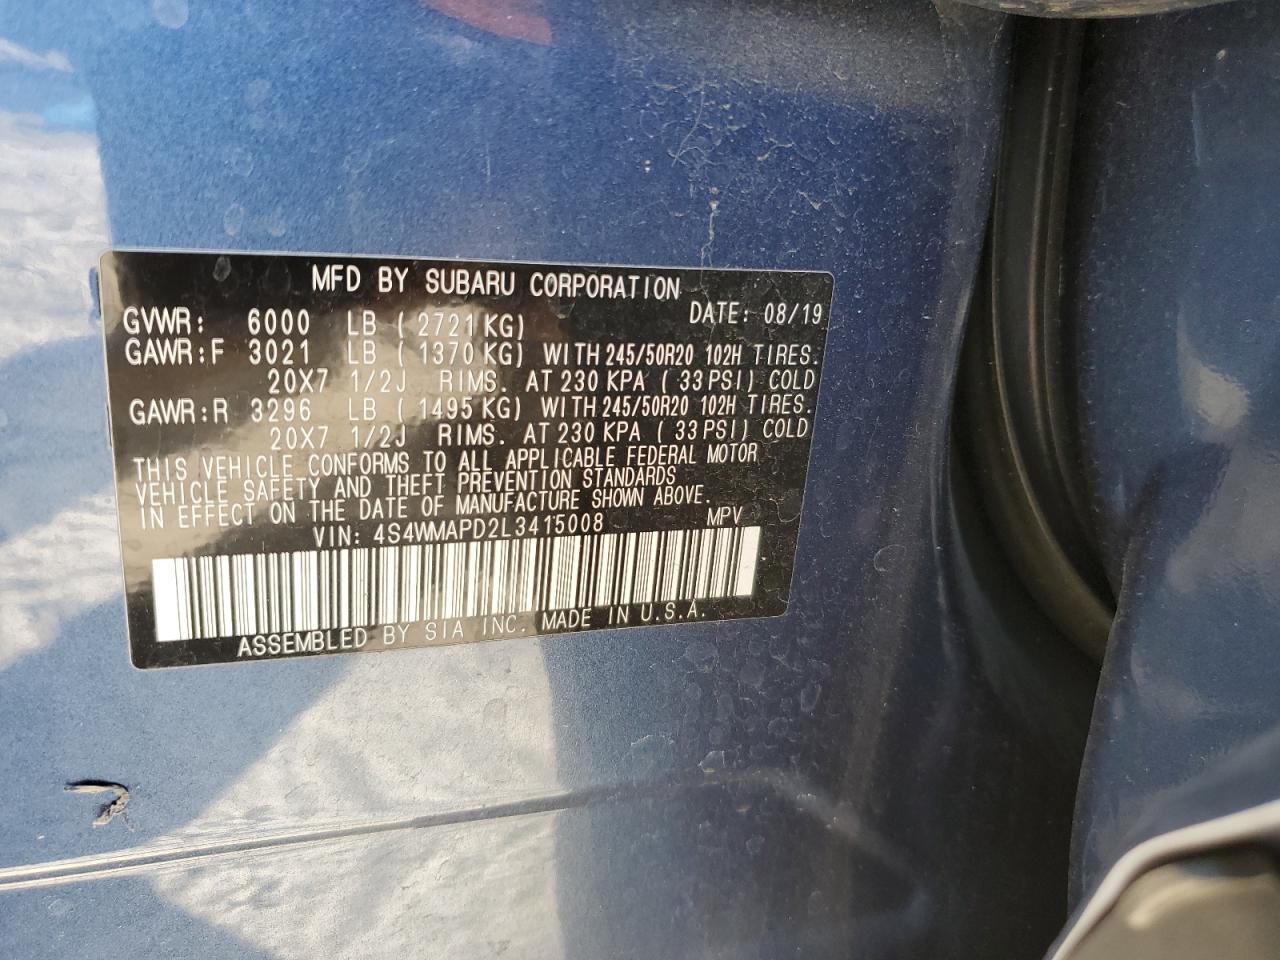 MFD BY SUBARU CORPORATION
DATE: 08/19
GVWR: 6000 LB ( 2721 KG)
GAWR:F 3021 LB ( 1370 KG) WITH 245/50R20 102H TIRES.
20X7 1/2J RIMS. AT 230 KPA ( 33 PSI) COLD
GAWR:R 3296 LB ( 1495 KG) WITH 245/50R20 102H TIRES.
20X7 1/2J RIMS. AT 230 KPA ( 33 PSI) COLD
THIS VEHICLE CONFORMS TO ALL APPLICABLE FEDERAL MOTOR
VEHICLE SAFETY AND THEFT PREVENTION STANDARDS
IN EFFECT ON THE DATE OF MANUFACTURE SHOWN ABOVE.
VIN: 4S4WMAPD2L3415008 MPV
ASSEMBLED BY SIA INC. MADE IN U.S.A.